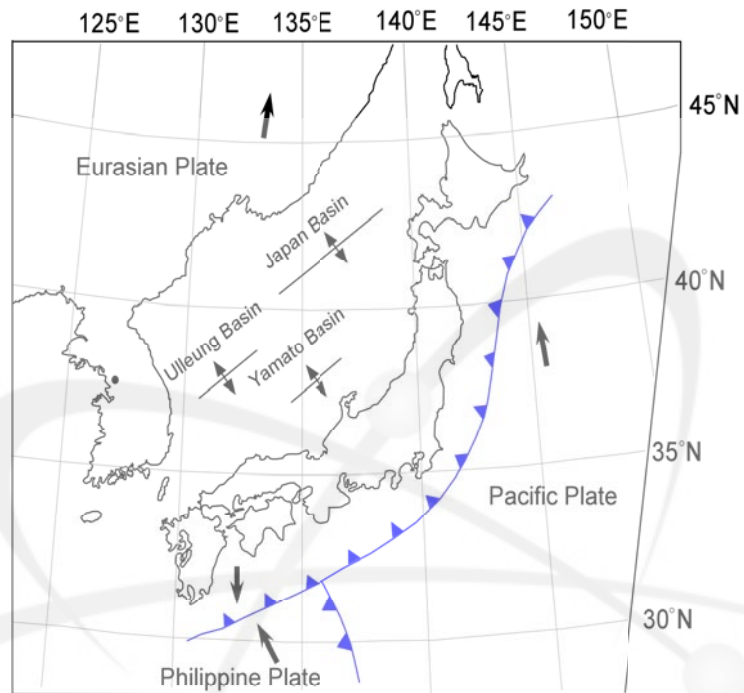 125°E 130°E 135°E 140°E 145°E 150°E
45°N
Eurasian Plate
Japan Basin
40°N
Ulleung Basin
Yamato Basin
35°N
Pacific Plate
30°N
Philippine Plate